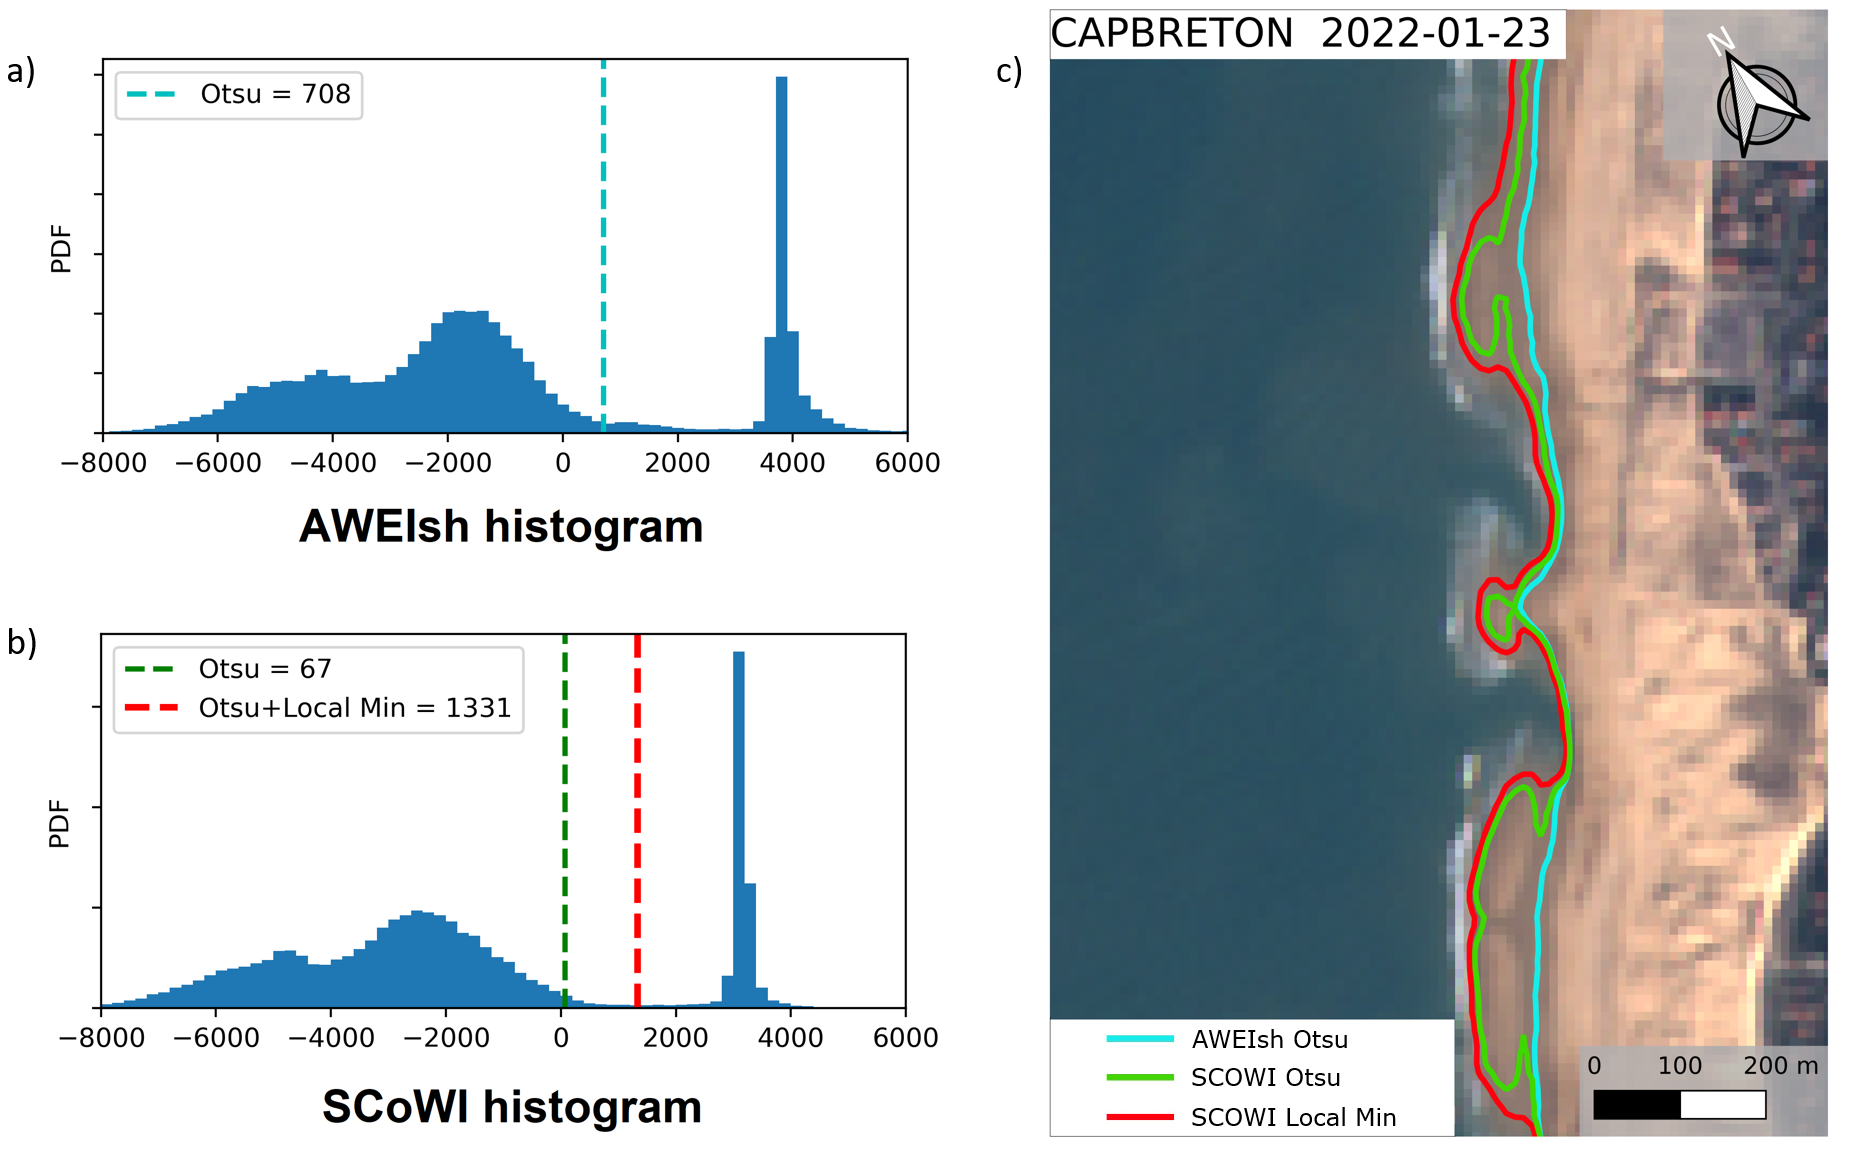 a)
Otsu = 708
PDF
−8000 −6000 −4000 −2000 0 2000 4000 6000
AWEIsh histogram
b)
Otsu = 67
Otsu+Local Min = 1331
PDF
−8000 −6000 −4000 −2000 0 2000 4000 6000
SCoWI histogram
c)
CAPBRETON 2022-01-23
N
AWEIsh Otsu
SCOWI Otsu
SCOWI Local Min
0 100 200 m